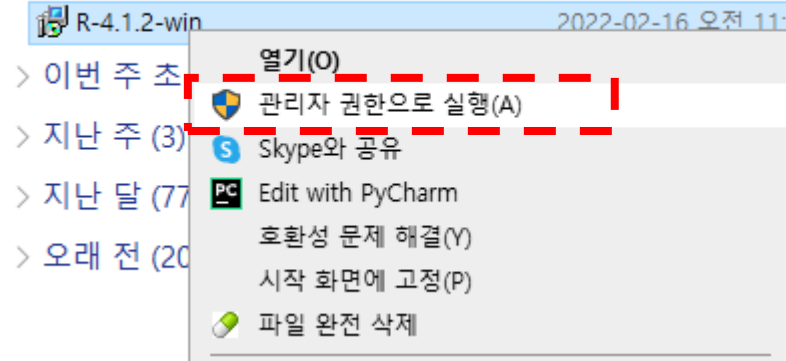 R-4.1.2-win 2022-02-16 오전 11:
열기(O)
이번 주 초
관리자 권한으로 실행(A)
지난 주 (3)
Skype와 공유
지난 달 (77
PC Edit with PyCharm
호환성 문제 해결(Y)
오래 전 (20
시작 화면에 고정(P)
파일 완전 삭제